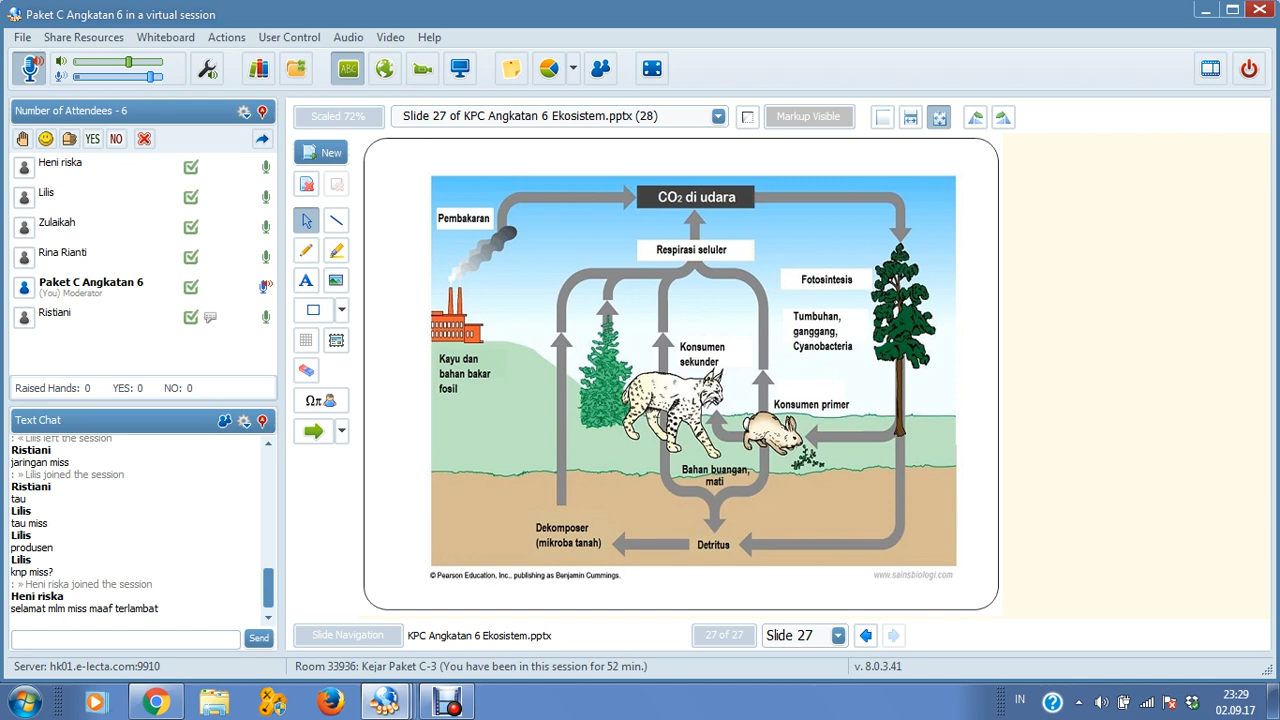 Paket C Angkatan 6 in a virtual session
File Share Resources Whiteboard Actions User Control Audio Video Help
ABC
Number of Attendees - 6
YES NO
Heni riska
Lilis
Zulaikah
Rina Rianti
Paket C Angkatan 6
(You) Moderator
Ristiani
Raised Hands: 0 YES: 0 NO: 0
Text Chat
: « Lilis left the session
Ristiani
jaringan miss
: » Lilis joined the session
Ristiani
tau
Lilis
tau miss
Lilis
produsen
Lilis
knp miss?
: » Heni riska joined the session
Heni riska
selamat mlm miss maaf terlambat
Send
Scaled 72%
Slide 27 of KPC Angkatan 6 Ekosistem.pptx (28)
Markup Visible
New
A
Ωπ
CO₂ di udara
Pembakaran
Respirasi seluler
Fotosintesis
Tumbuhan,
ganggang,
Cyanobacteria
Konsumen
sekunder
Kayu dan
bahan bakar
fosil
Konsumen primer
Bahan buangan,
mati
Dekomposer
(mikroba tanah)
Detritus
© Pearson Education, Inc., publishing as Benjamin Cummings.
www.sainsbiologi.com
Slide Navigation
KPC Angkatan 6 Ekosistem.pptx
27 of 27
Slide 27
Server: hk01.e-lecta.com:9910
Room 33936: Kejar Paket C-3 (You have been in this session for 52 min.)
v. 8.0.3.41
IN
23:29
02.09.17